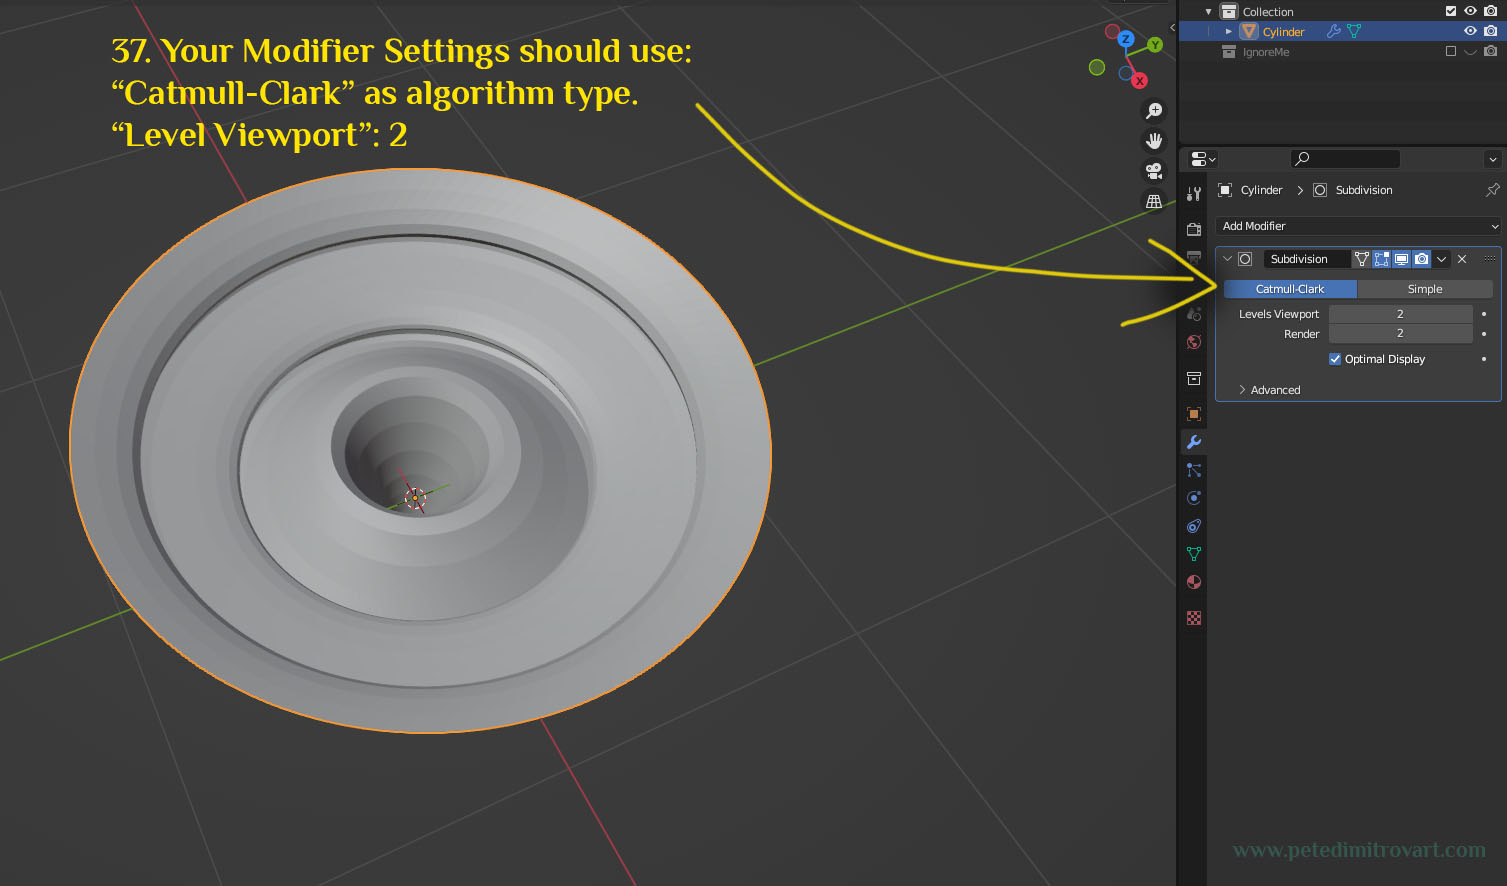 37. Your Modifier Settings should use:
“Catmull-Clark” as algorithm type.
“Level Viewport”: 2
Z
Y
X
Collection
Cylinder
IgnoreMe
Cylinder > Subdivision
Add Modifier
Subdivision
Catmull-Clark Simple
Levels Viewport 2
Render 2
Optimal Display
Advanced
www.petedimitrovart.com